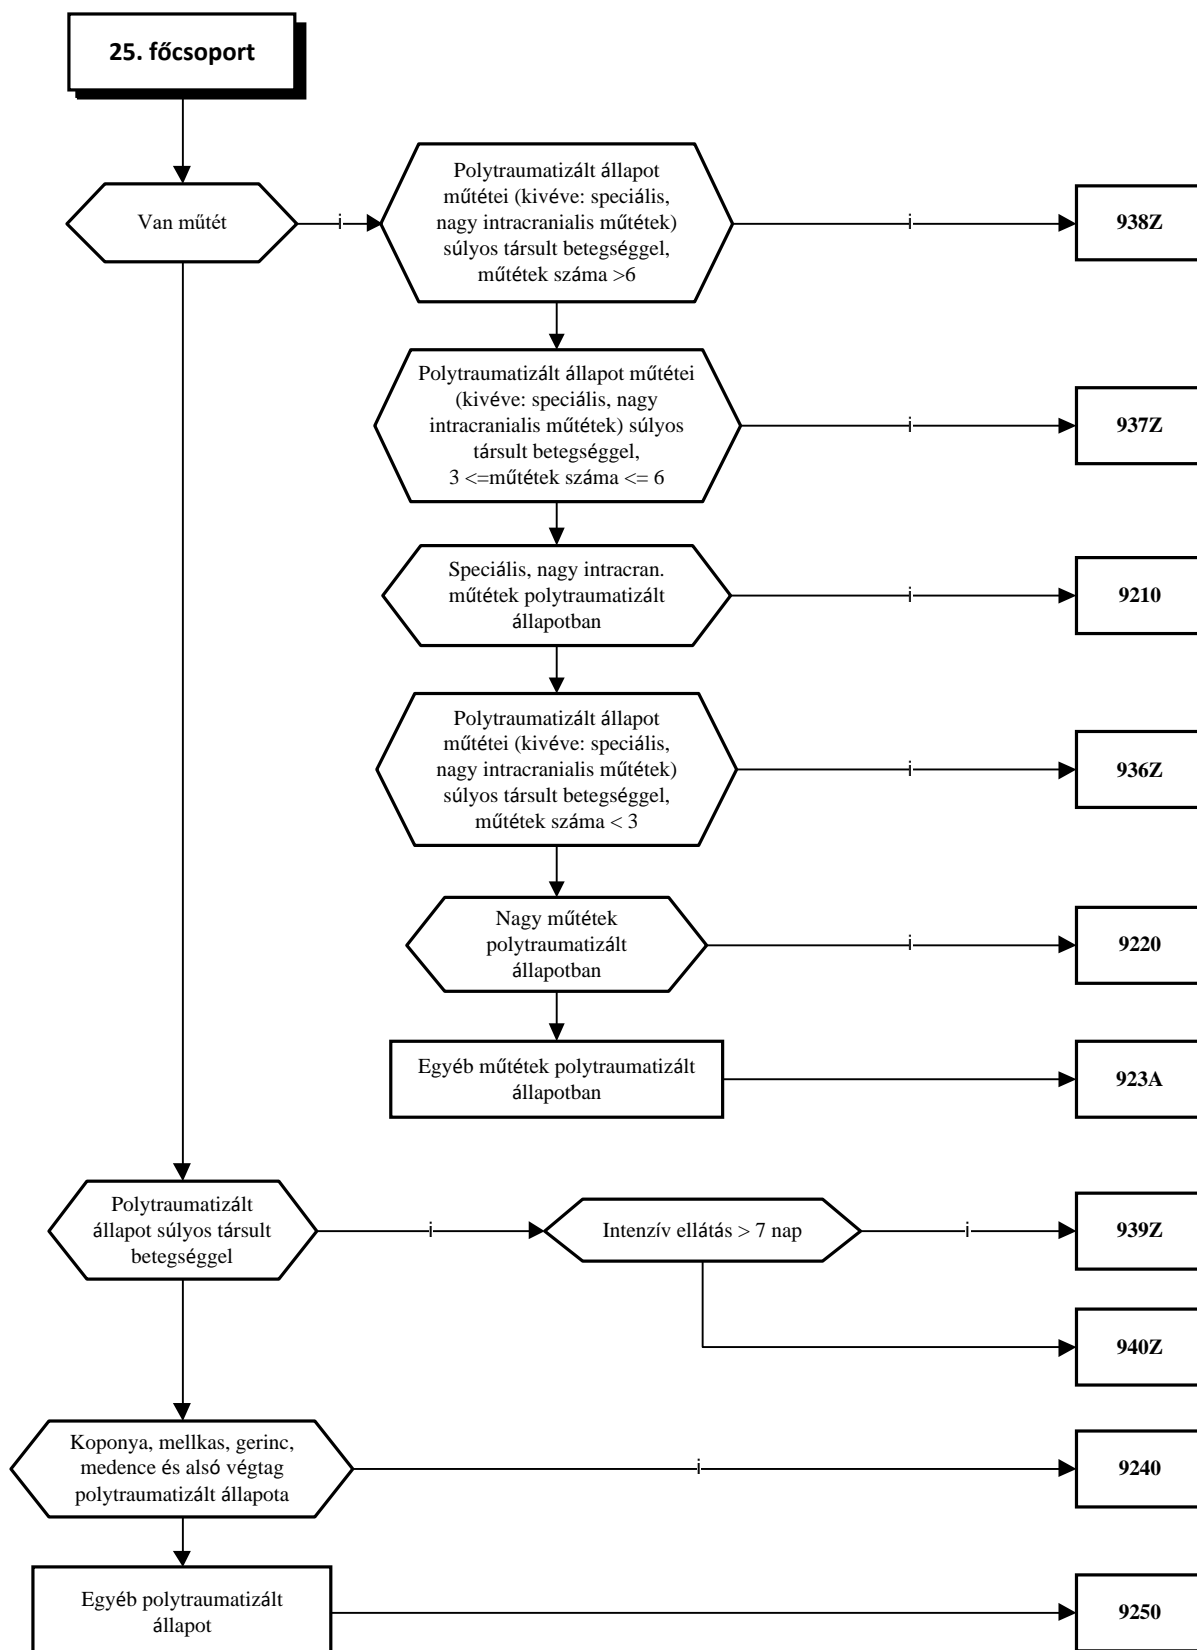 25. főcsoport
Van műtét
i
Polytraumatizált állapot
műtétei (kivéve: speciális,
nagy intracranialis műtétek)
súlyos társult betegséggel,
műtétek száma >6
i
938Z
Polytraumatizált állapot műtétei
(kivéve: speciális, nagy
intracranialis műtétek) súlyos
társult betegséggel,
3 <=műtétek száma <= 6
i
937Z
Speciális, nagy intracran.
műtétek polytraumatizált
állapotban
i
9210
Polytraumatizált állapot
műtétei (kivéve: speciális,
nagy intracranialis műtétek)
súlyos társult betegséggel,
műtétek száma < 3
i
936Z
Nagy műtétek
polytraumatizált
állapotban
i
9220
Egyéb műtétek polytraumatizált
állapotban
923A
Polytraumatizált
állapot súlyos társult
betegséggel
i
Intenzív ellátás > 7 nap
i
939Z
940Z
Koponya, mellkas, gerinc,
medence és alsó végtag
polytraumatizált állapota
i
9240
Egyéb polytraumatizált
állapot
9250